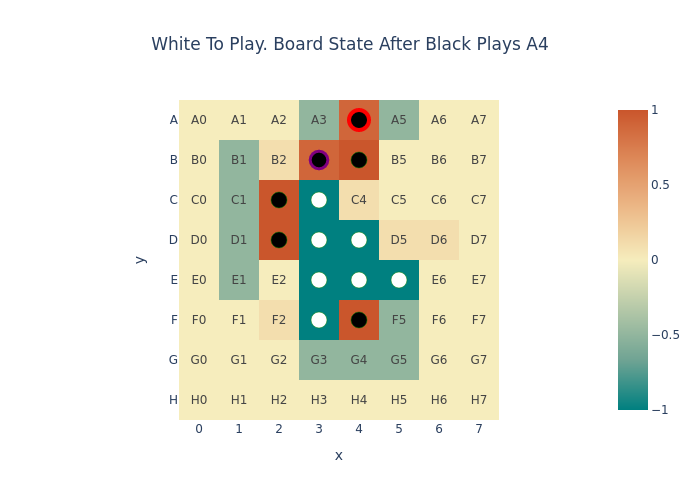 White To Play. Board State After Black Plays A4
A A0 A1 A2 A3 A5 A6 A7 1
B B0 B1 B2 B5 B6 B7
C C0 C1 C4 C5 C6 C7 0.5
D D0 D1 D5 D6 D7
y 0
E E0 E1 E2 E6 E7
F F0 F1 F2 F5 F6 F7 −0.5
G G0 G1 G2 G3 G4 G5 G6 G7
H H0 H1 H2 H3 H4 H5 H6 H7 −1
0 1 2 3 4 5 6 7
x